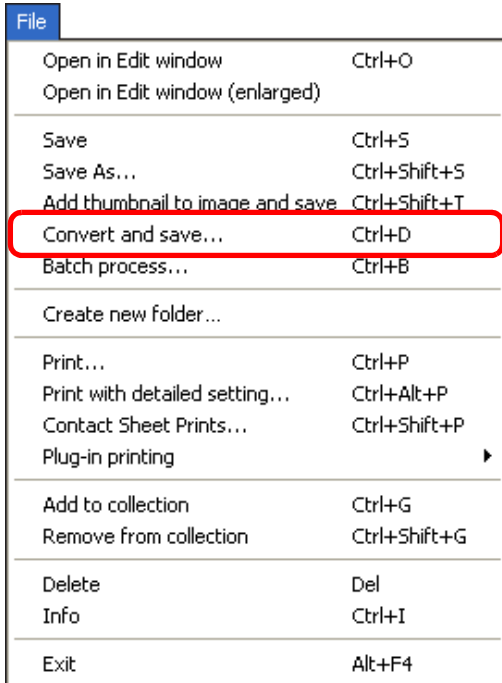 File
Open in Edit window Ctrl+O
Open in Edit window (enlarged)
Save Ctrl+S
Save As... Ctrl+Shift+S
Add thumbnail to image and save Ctrl+Shift+T
Convert and save... Ctrl+D
Batch process... Ctrl+B
Create new folder...
Print... Ctrl+P
Print with detailed setting... Ctrl+Alt+P
Contact Sheet Prints... Ctrl+Shift+P
Plug-in printing
Add to collection Ctrl+G
Remove from collection Ctrl+Shift+G
Delete Del
Info Ctrl+I
Exit Alt+F4